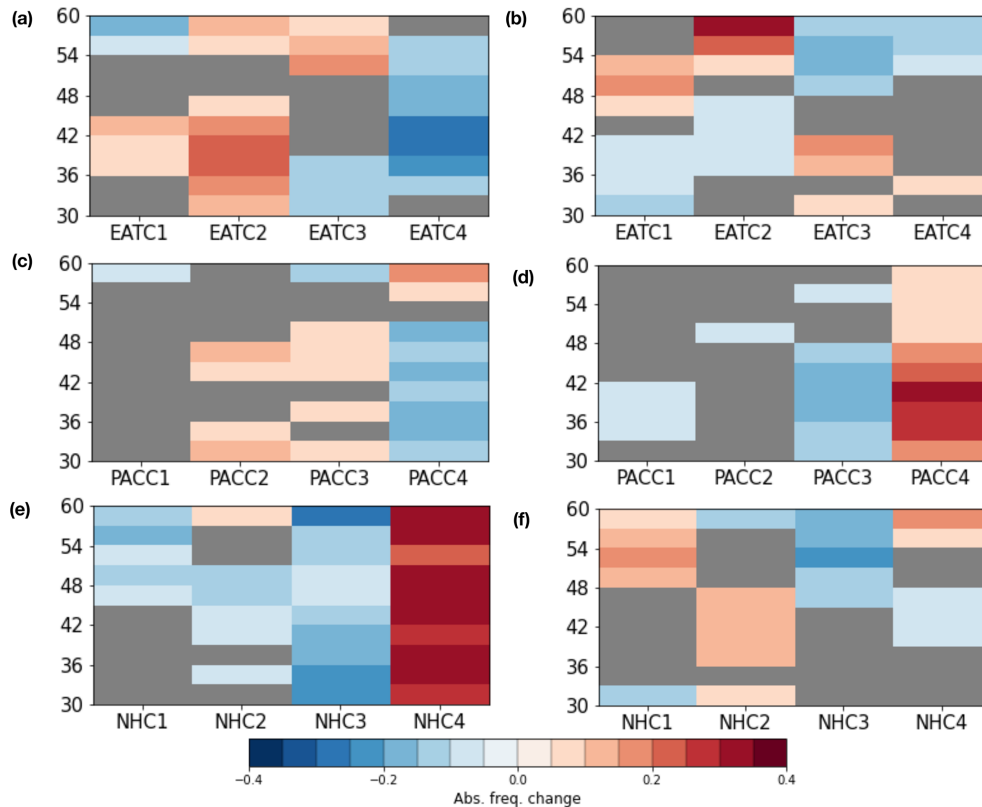 (a)
60
54
48
42
36
30
EATC1 EATC2 EATC3 EATC4
(b)
60
54
48
42
36
30
EATC1 EATC2 EATC3 EATC4
(c)
60
54
48
42
36
30
PACC1 PACC2 PACC3 PACC4
(d)
60
54
48
42
36
30
PACC1 PACC2 PACC3 PACC4
(e)
60
54
48
42
36
30
NHC1 NHC2 NHC3 NHC4
(f)
60
54
48
42
36
30
NHC1 NHC2 NHC3 NHC4
−0.4 −0.2 0.0 0.2 0.4
Abs. freq. change